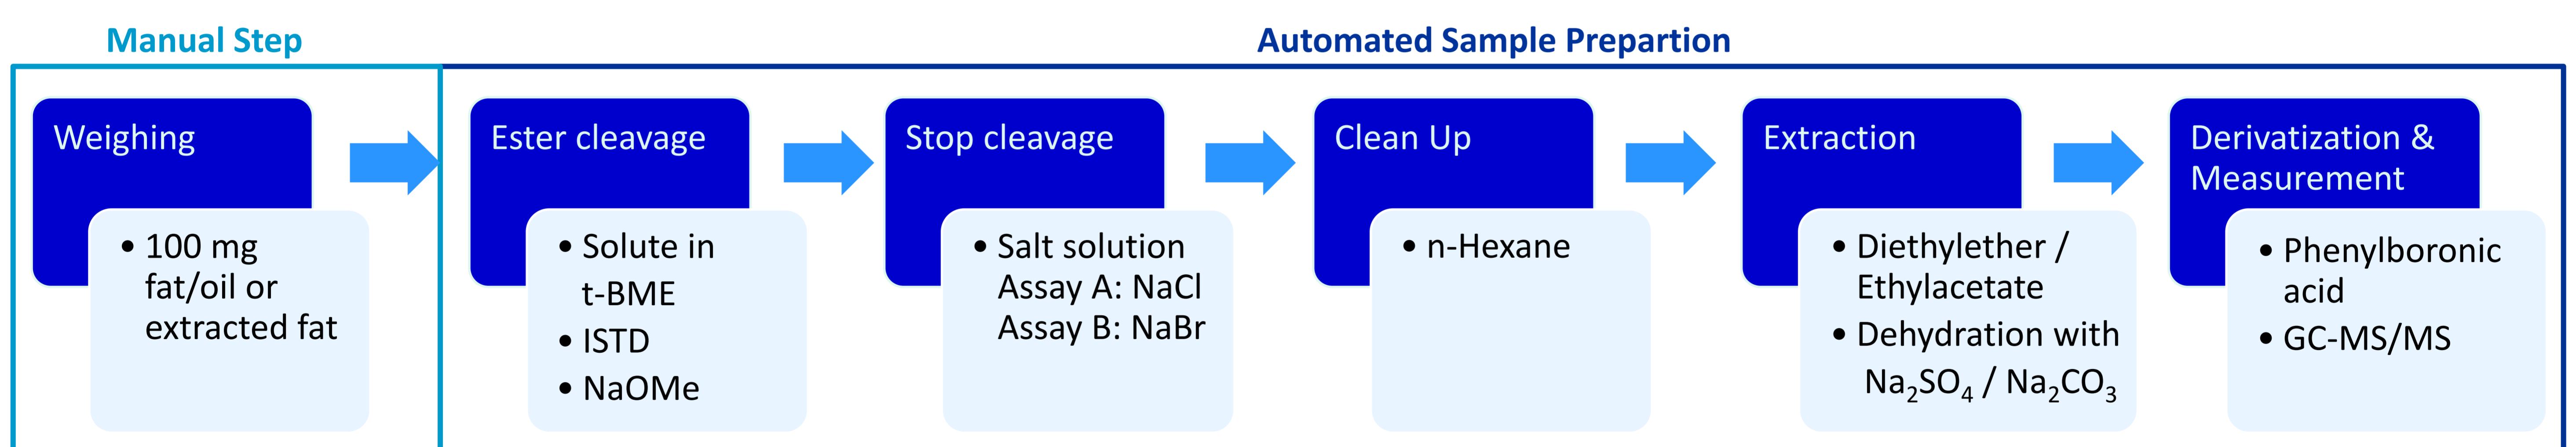 Manual Step
Automated Sample Prepartion
Weighing
• 100 mg
fat/oil or
extracted fat
Ester cleavage
• Solute in
t-BME
• ISTD
• NaOMe
Stop cleavage
• Salt solution
Assay A: NaCl
Assay B: NaBr
Clean Up
• n-Hexane
Extraction
• Diethylether /
Ethylacetate
• Dehydration with
Na₂SO₄ / Na₂CO₃
Derivatization &
Measurement
• Phenylboronic
acid
• GC-MS/MS